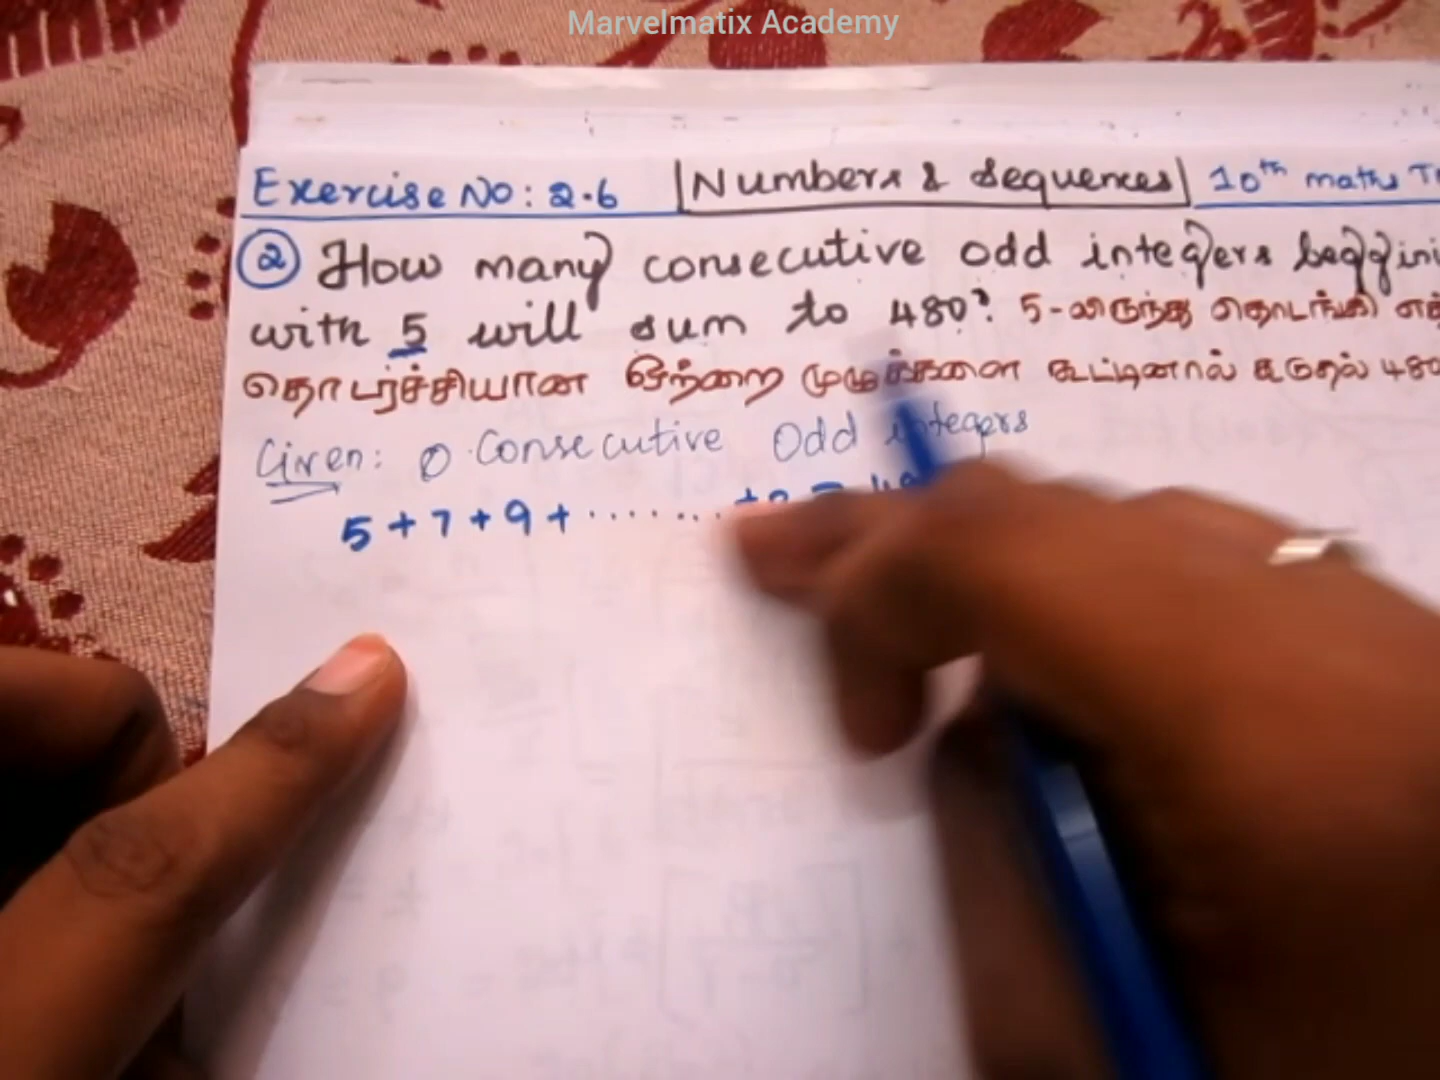 Marvelmatix Academy
Exercise No: 2.6 Numbers & Sequences 10th maths
② How many consecutive odd integers
with 5 will sum to 480? 5-லிருந்து தொடங்கி
தொடர்ச்சியான ஒற்றை முழுக்களை கூட்டினால் கூடுதல் 480
Given: Consecutive Odd integers
5 + 7 + 9 + ........